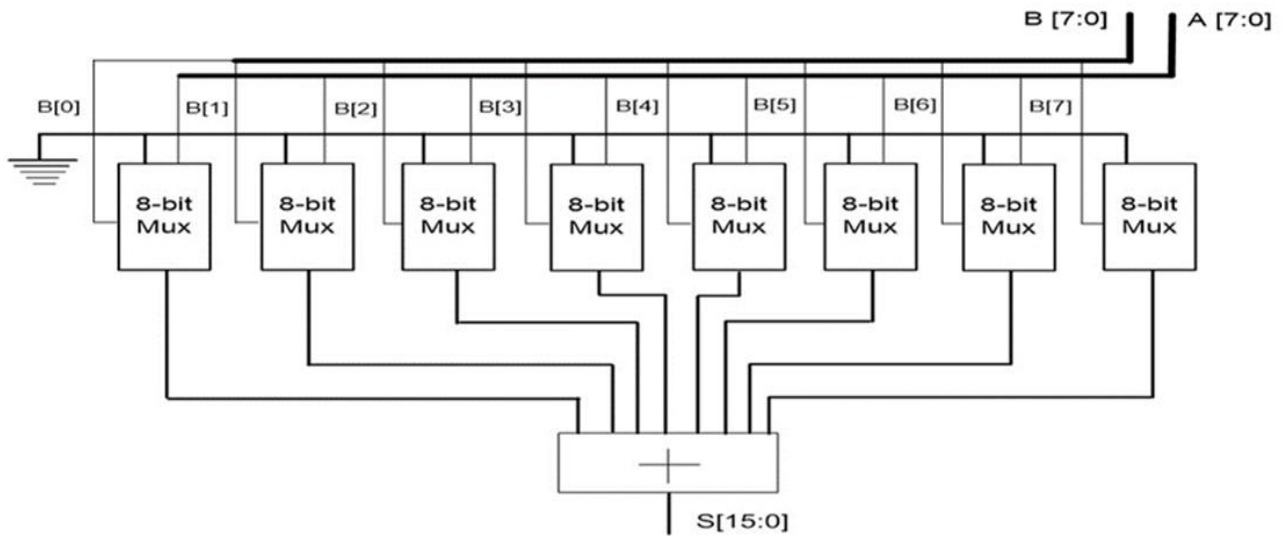 B [7:0] A [7:0]
B[0] B[1] B[2] B[3] B[4] B[5] B[6] B[7]
8-bit Mux
8-bit Mux
8-bit Mux
8-bit Mux
8-bit Mux
8-bit Mux
8-bit Mux
8-bit Mux
+
S[15:0]